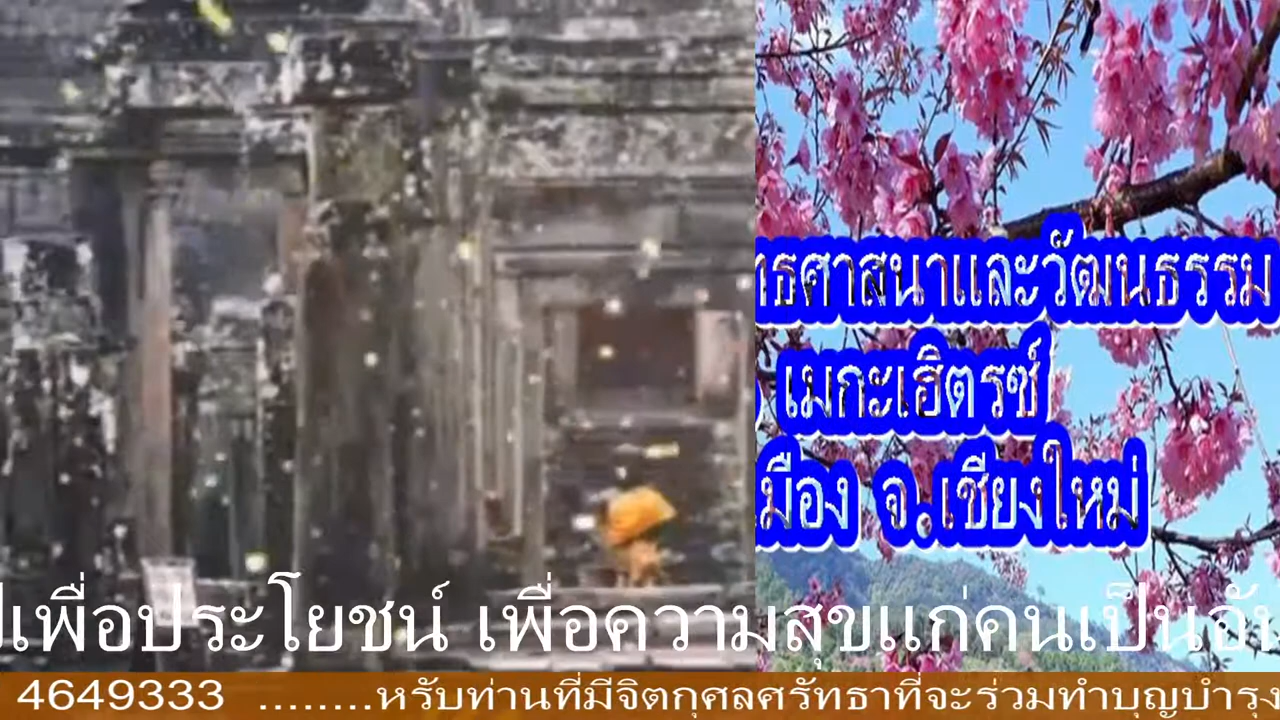 ทธศาสนาและวัฒนธรรม
เมกะเฮิตรซ์
มือง จ.เชียงใหม่
เพื่อประโยชน์ เพื่อความสุขแก่คนเป็นอัน
4649333 ........หรับท่านที่มีจิตกุศลศรัทธาที่จะร่วมทำบุญบำรุง